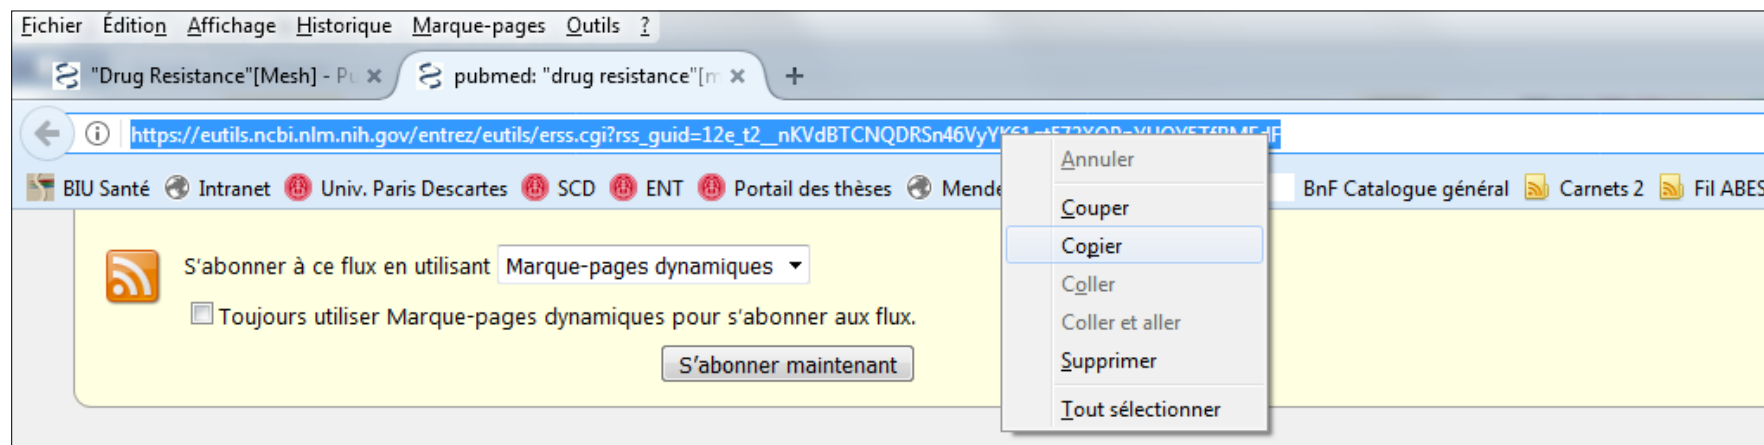 Fichier Édition Affichage Historique Marque-pages Outils ?
"Drug Resistance"[Mesh] - Pu pubmed: "drug resistance"[m +
https://eutils.ncbi.nlm.nih.gov/entrez/eutils/erss.cgi?rss_guid=12e_t2__nKVdBTCNQDRSn46VyY
BIU Santé Intranet Univ. Paris Descartes SCD ENT Portail des thèses Mende BnF Catalogue général Carnets 2 Fil ABES
S'abonner à ce flux en utilisant Marque-pages dynamiques
Toujours utiliser Marque-pages dynamiques pour s'abonner aux flux.
S'abonner maintenant
Annuler
Couper
Copier
Coller
Coller et aller
Supprimer
Tout sélectionner